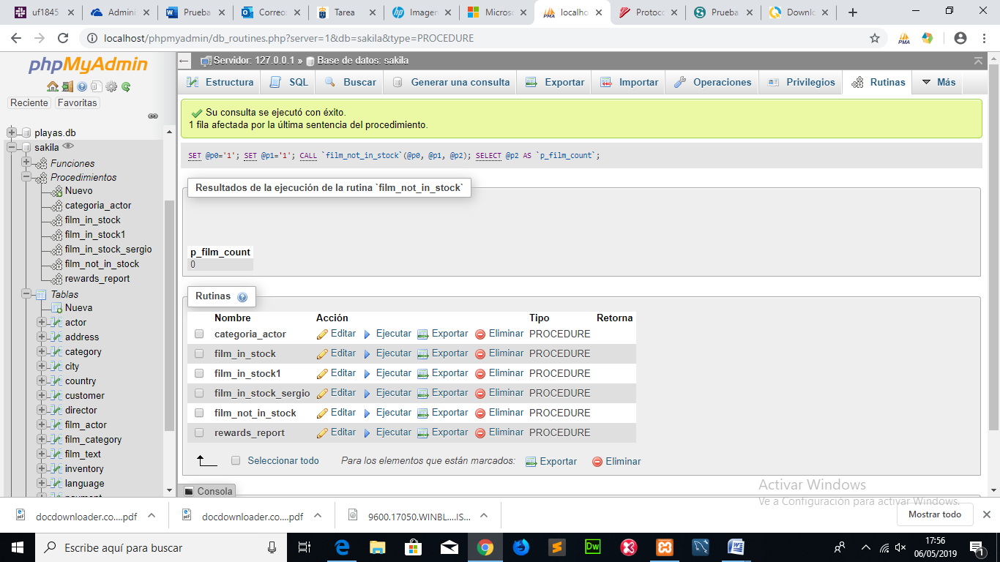 uf1845
Admini
Prueba
Correo:
Tarea
Imagen
Microso
localho
Protoco
Prueba
Downlo
localhost/phpmyadmin/db_routines.php?server=1&db=sakila&type=PROCEDURE
phpMyAdmin
Reciente Favoritas
playas.db
sakila
Funciones
Procedimientos
Nuevo
categoria_actor
film_in_stock
film_in_stock1
film_in_stock_sergio
film_not_in_stock
rewards_report
Tablas
Nueva
actor
address
category
city
country
customer
director
film_actor
film_category
film_text
inventory
language
Servidor: 127.0.0.1 » Base de datos: sakila
Estructura SQL Buscar Generar una consulta Exportar Importar Operaciones Privilegios Rutinas Más
Su consulta se ejecutó con éxito.
1 fila afectada por la última sentencia del procedimiento.
SET @p0='1'; SET @p1='1'; CALL `film_not_in_stock`(@p0, @p1, @p2); SELECT @p2 AS `p_film_count`;
Resultados de la ejecución de la rutina `film_not_in_stock`
p_film_count
0
Rutinas
Nombre Acción Tipo Retorna
categoria_actor Editar Ejecutar Exportar Eliminar PROCEDURE
film_in_stock Editar Ejecutar Exportar Eliminar PROCEDURE
film_in_stock1 Editar Ejecutar Exportar Eliminar PROCEDURE
film_in_stock_sergio Editar Ejecutar Exportar Eliminar PROCEDURE
film_not_in_stock Editar Ejecutar Exportar Eliminar PROCEDURE
rewards_report Editar Ejecutar Exportar Eliminar PROCEDURE
Seleccionar todo Para los elementos que están marcados: Exportar Eliminar
Consola
Activar Windows
Ve a Configuración para activar Windows.
docdownloader.co....pdf
docdownloader.co....pdf
9600.17050.WINBL....IS...
Mostrar todo
Escribe aquí para buscar
17:56
06/05/2019